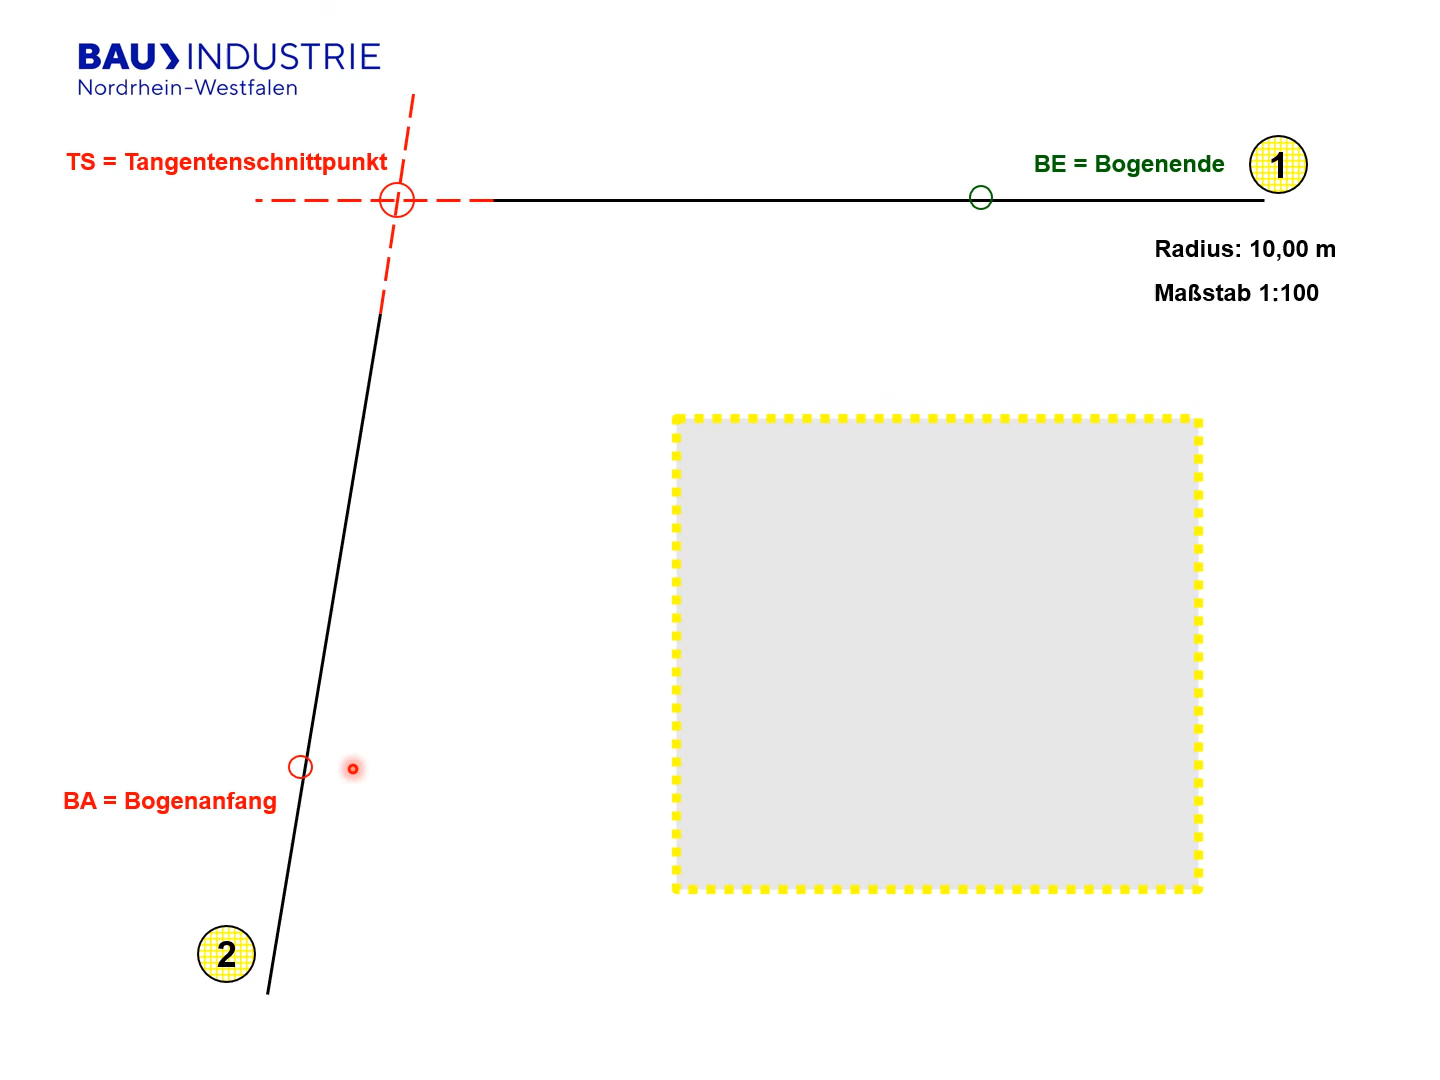 BAU INDUSTRIE
Nordrhein-Westfalen
TS = Tangentenschnittpunkt
BE = Bogenende
1
Radius: 10,00 m
Maßstab 1:100
BA = Bogenanfang
2